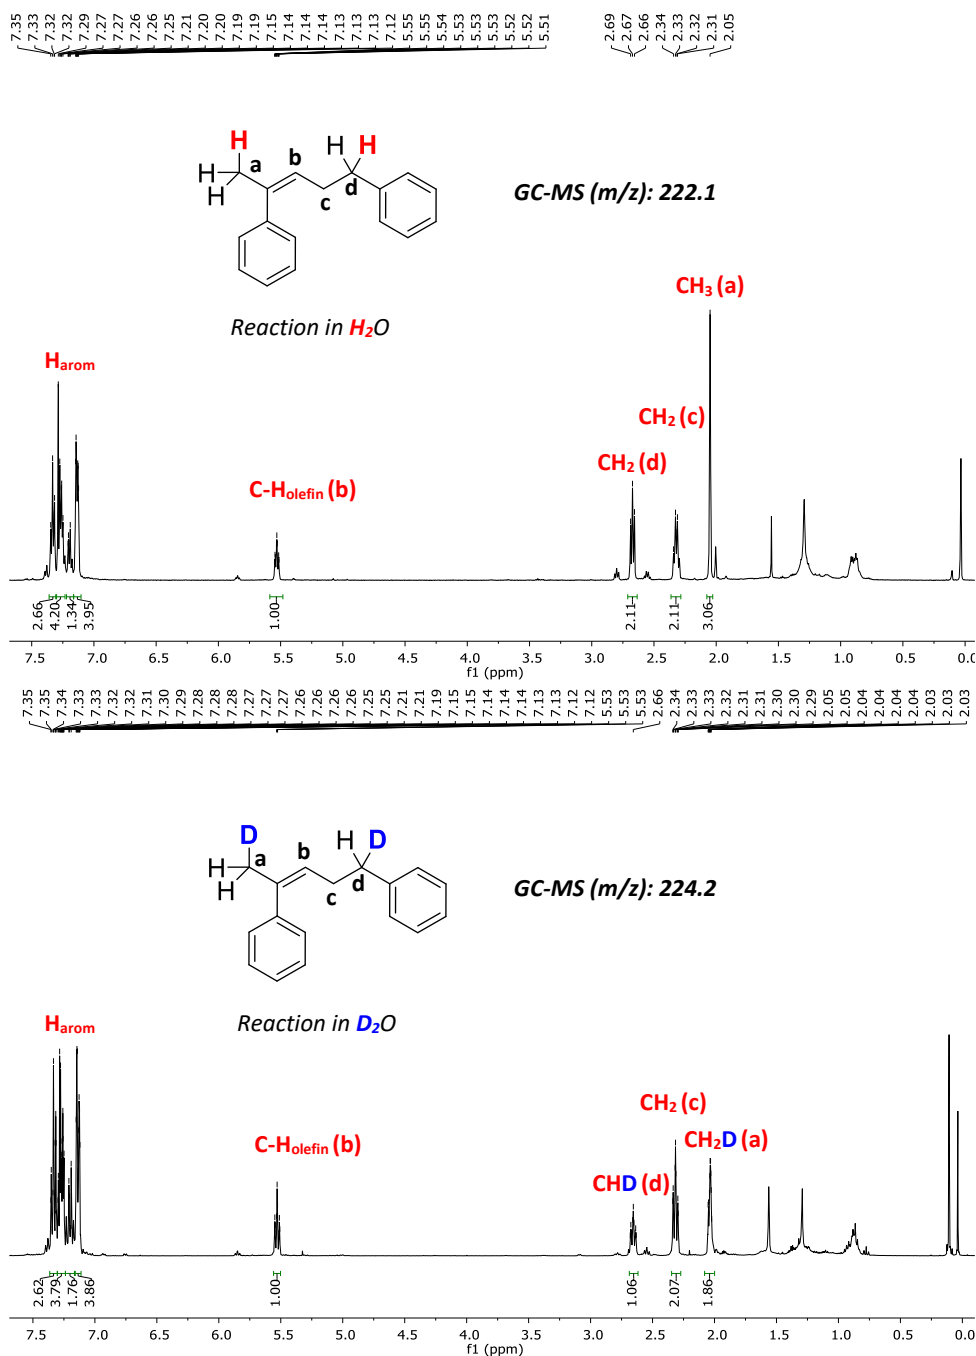 7.35 7.33 7.32 7.32 7.29 7.27 7.27 7.26 7.26 7.25 7.21 7.20 7.20 7.19 7.19 7.15 7.14 7.14 7.14 7.13 7.13 7.13 7.12 5.55 5.55 5.54 5.53 5.53 5.53 5.52 5.52 5.51 2.69 2.67 2.66 2.34 2.33 2.32 2.31 2.05
H H H
a b
H
H c d
GC-MS (m/z): 222.1
CH3 (a)
Reaction in H2O
Harom
CH2 (c)
CH2 (d)
C-Holefin (b)
2.66 4.20 1.34 3.95 1.00 2.11 2.11 3.06
7.5 7.0 6.5 6.0 5.5 5.0 4.5 4.0 3.5 3.0 2.5 2.0 1.5 1.0 0.5 0.0
f1 (ppm)
7.35 7.35 7.34 7.33 7.33 7.32 7.32 7.31 7.30 7.29 7.28 7.28 7.28 7.27 7.27 7.27 7.26 7.26 7.26 7.25 7.25 7.21 7.21 7.19 7.15 7.15 7.14 7.14 7.14 7.13 7.13 7.12 7.12 5.53 5.53 5.53 2.66 2.34 2.33 2.33 2.32 2.31 2.31 2.30 2.30 2.29 2.05 2.05 2.04 2.04 2.04 2.03 2.03 2.03
D H D
a b
H
H c d
GC-MS (m/z): 224.2
Harom
Reaction in D2O
CH2 (c)
C-Holefin (b)
CH2D (a)
CHD (d)
2.62 3.79 1.76 3.86 1.00 1.06 2.07 1.86
7.5 7.0 6.5 6.0 5.5 5.0 4.5 4.0 3.5 3.0 2.5 2.0 1.5 1.0 0.5 0.0
f1 (ppm)